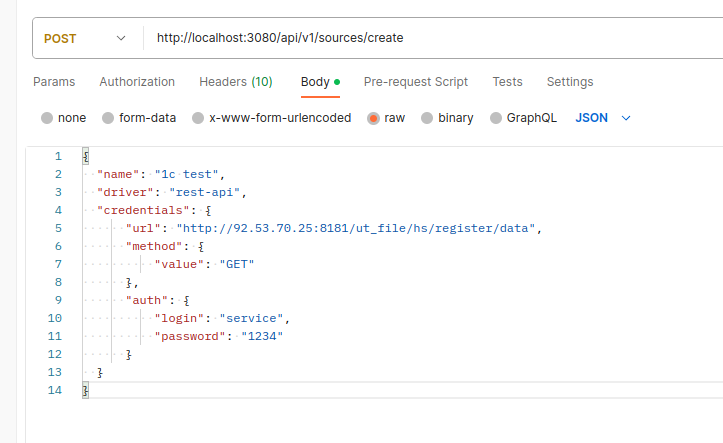 POST http://localhost:3080/api/v1/sources/create
Params Authorization Headers (10) Body Pre-request Script Tests Settings
none form-data x-www-form-urlencoded raw binary GraphQL JSON
1 {
2 "name": "1c test",
3 "driver": "rest-api",
4 "credentials": {
5 "url": "http://92.53.70.25:8181/ut_file/hs/register/data",
6 "method": {
7 "value": "GET"
8 },
9 "auth": {
10 "login": "service",
11 "password": "1234"
12 }
13 }
14 }